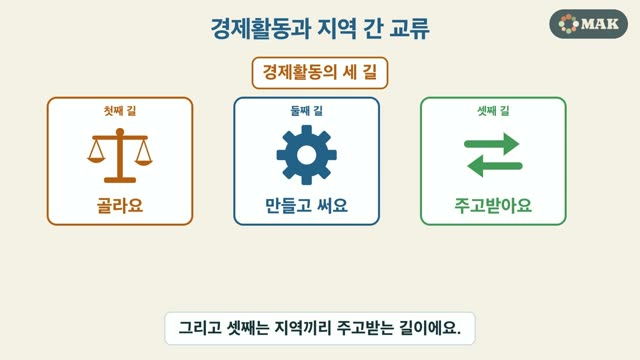 경제활동과 지역 간 교류
MAK
경제활동의 세 길
첫째 길
골라요
둘째 길
만들고 써요
셋째 길
주고받아요
그리고 셋째는 지역끼리 주고받는 길이에요.